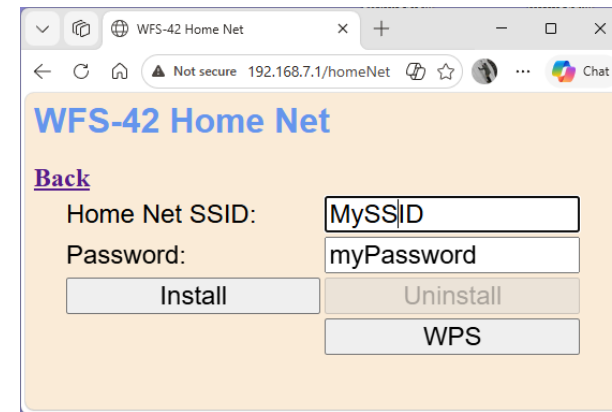 WFS-42 Home Net
Not secure 192.168.7.1/homeNet
Chat
WFS-42 Home Net
Back
Home Net SSID: MySSID
Password: myPassword
Install Uninstall
WPS